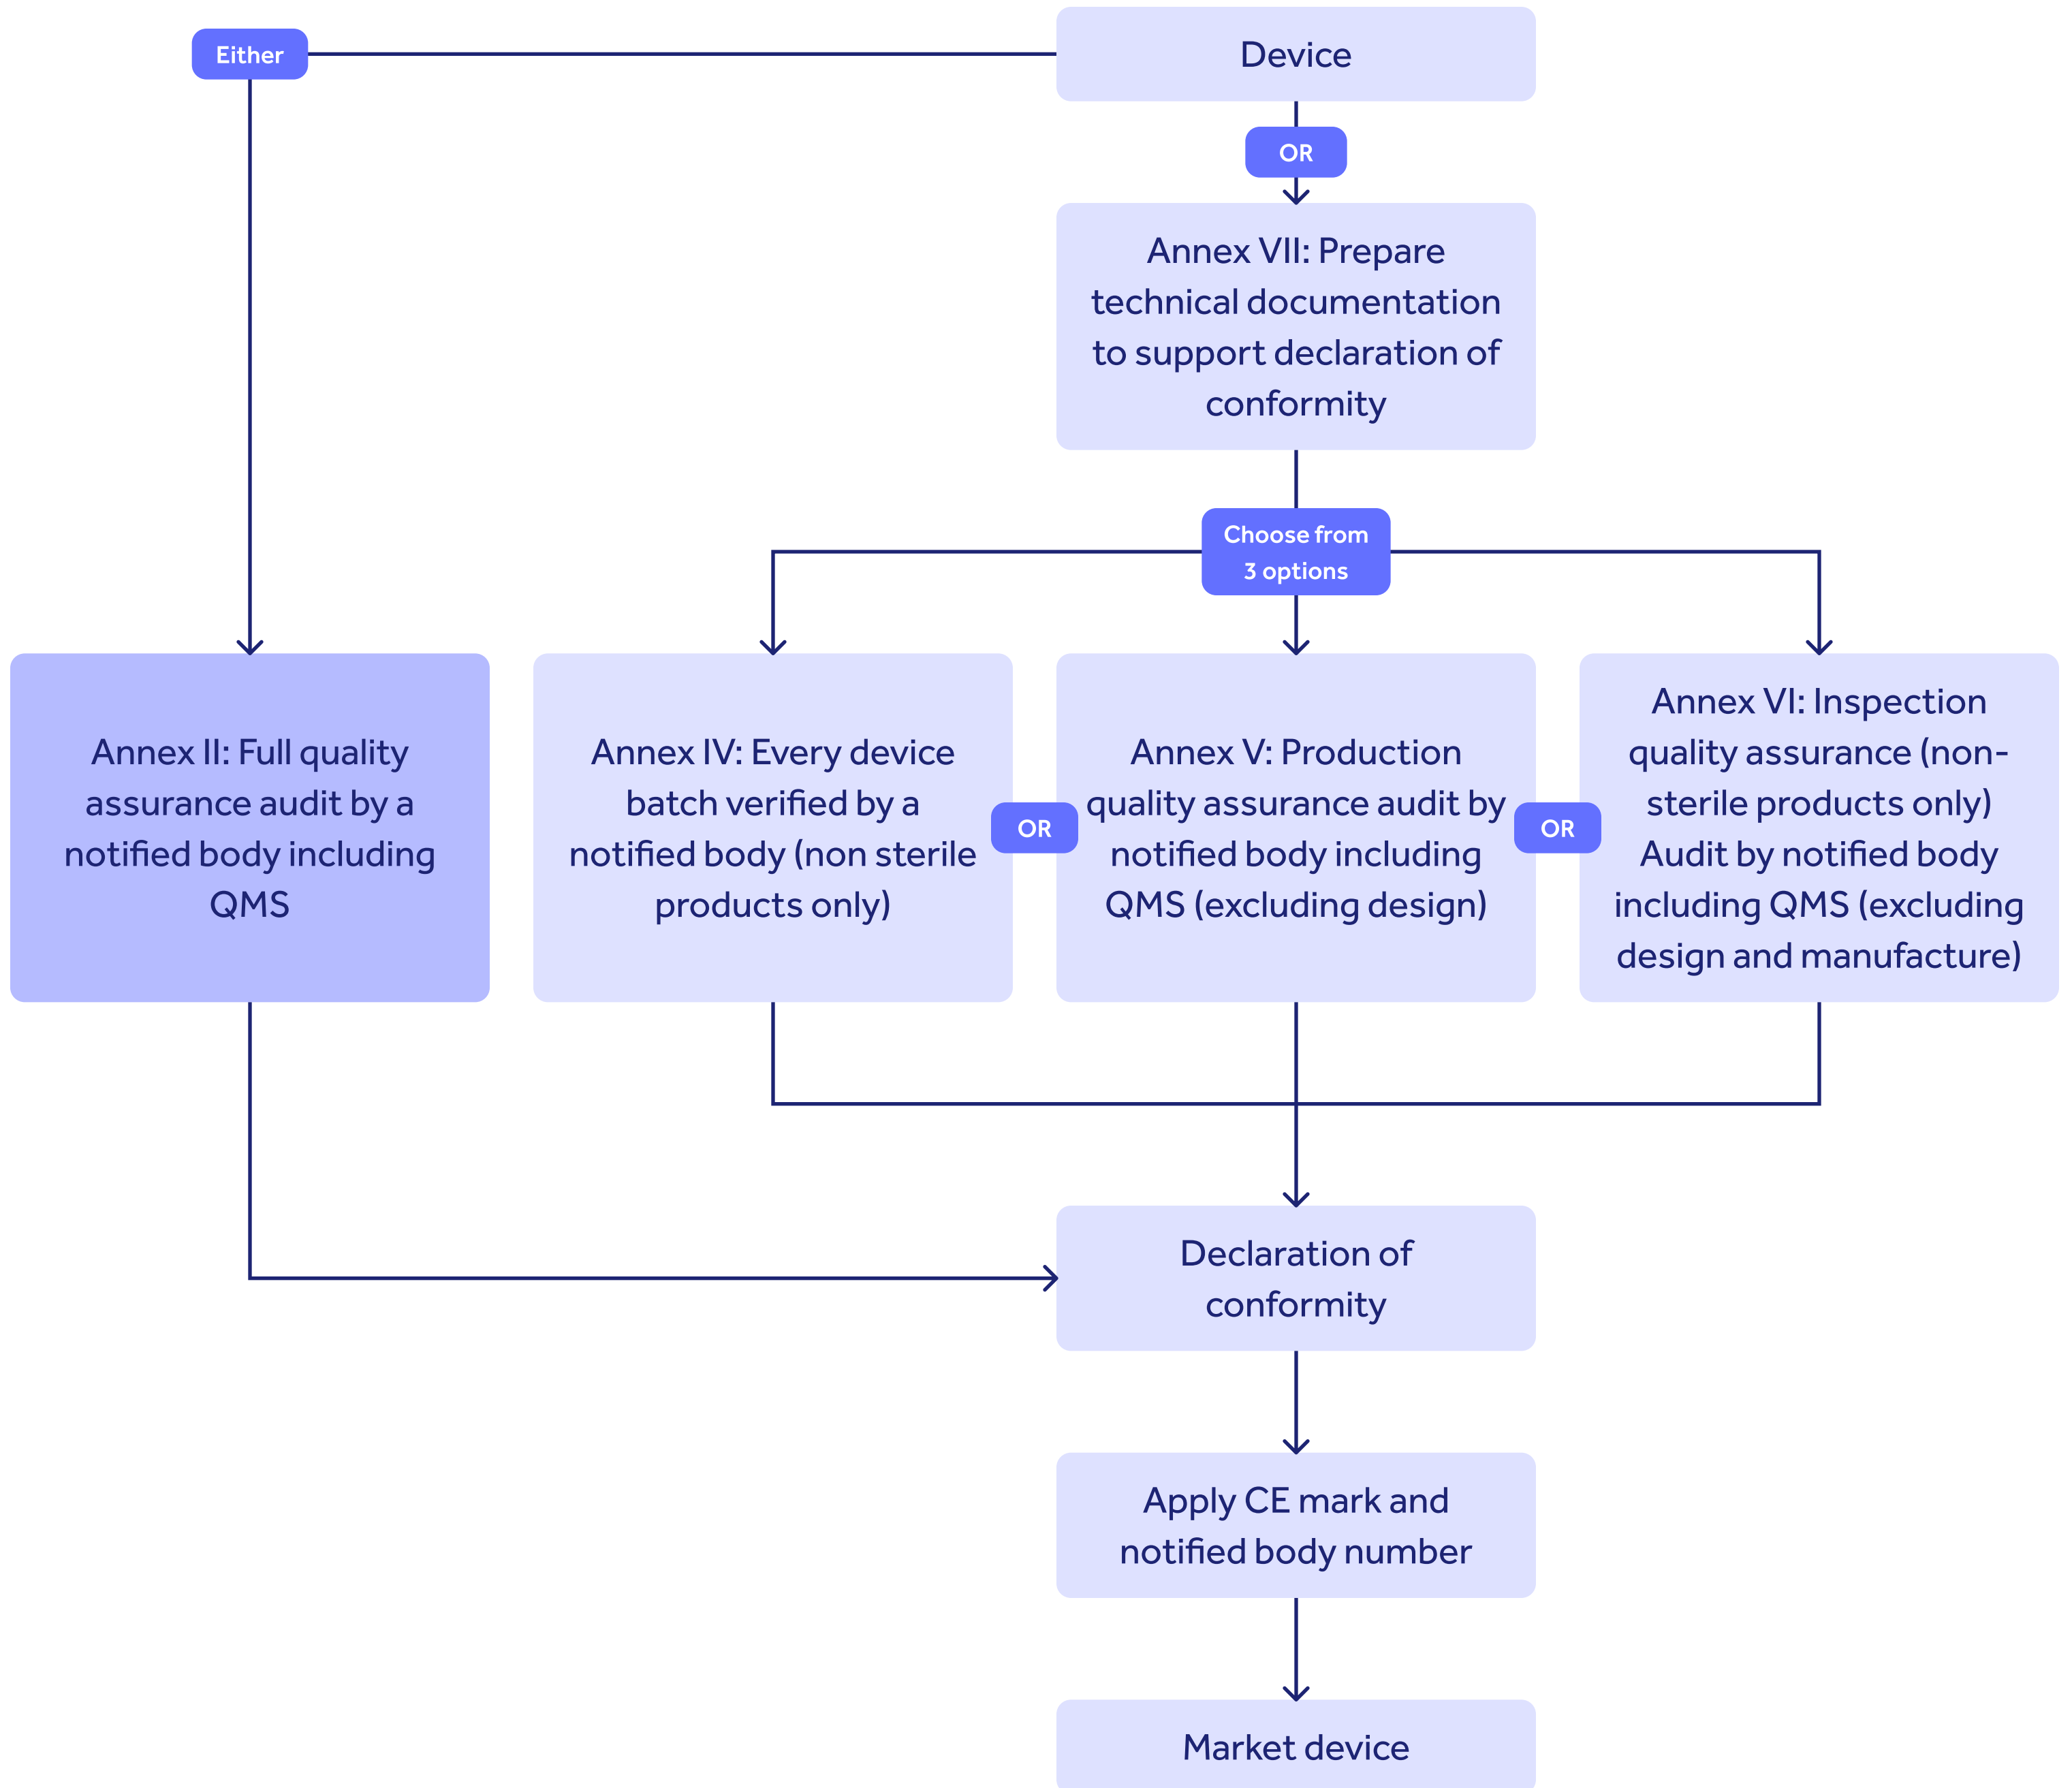 Either
Device
OR
Annex VII: Prepare
technical documentation
to support declaration of
conformity
Choose from
3 options
Annex II: Full quality
assurance audit by a
notified body including
QMS
Annex IV: Every device
batch verified by a
notified body (non sterile
products only)
OR
Annex V: Production
quality assurance audit by
notified body including
QMS (excluding design)
OR
Annex VI: Inspection
quality assurance (non-
sterile products only)
Audit by notified body
including QMS (excluding
design and manufacture)
Declaration of
conformity
Apply CE mark and
notified body number
Market device